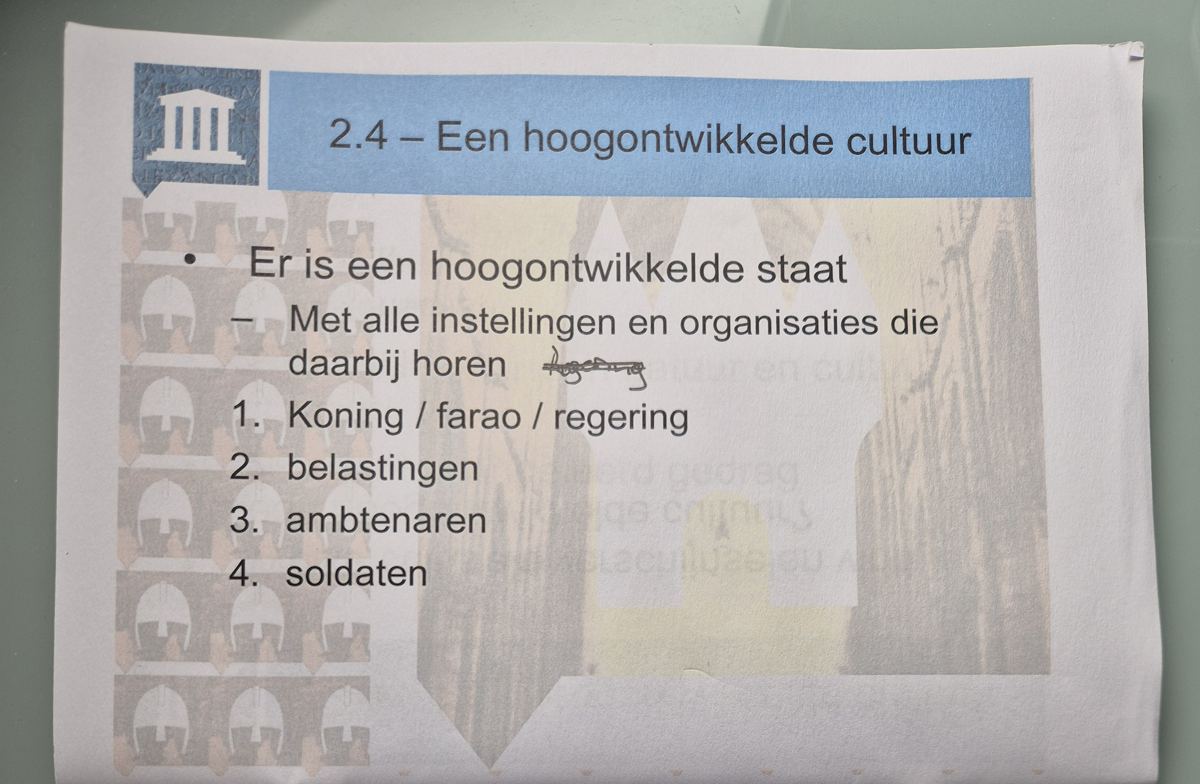 2.4 – Een hoogontwikkelde cultuur
• Er is een hoogontwikkelde staat
– Met alle instellingen en organisaties die
daarbij horen
1. Koning / farao / regering
2. belastingen
3. ambtenaren
4. soldaten